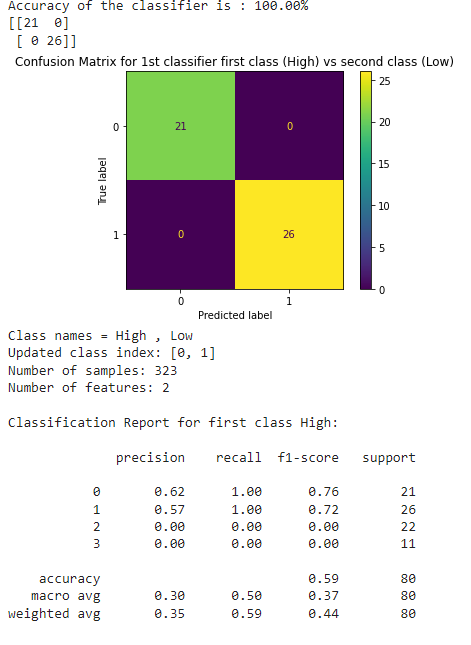 Accuracy of the classifier is : 100.00%
[[21  0]
 [ 0 26]]
Confusion Matrix for 1st classifier first class (High) vs second class (Low)
25
20
15
10
5
0
True label
0
1
21
0
0
26
0
1
Predicted label
Class names = High , Low
Updated class index: [0, 1]
Number of samples: 323
Number of features: 2
Classification Report for first class High:
precision    recall  f1-score   support
0       0.62      1.00      0.76        21
1       0.57      1.00      0.72        26
2       0.00      0.00      0.00        22
3       0.00      0.00      0.00        11
accuracy                           0.59        80
macro avg       0.30      0.50      0.37        80
weighted avg       0.35      0.59      0.44        80